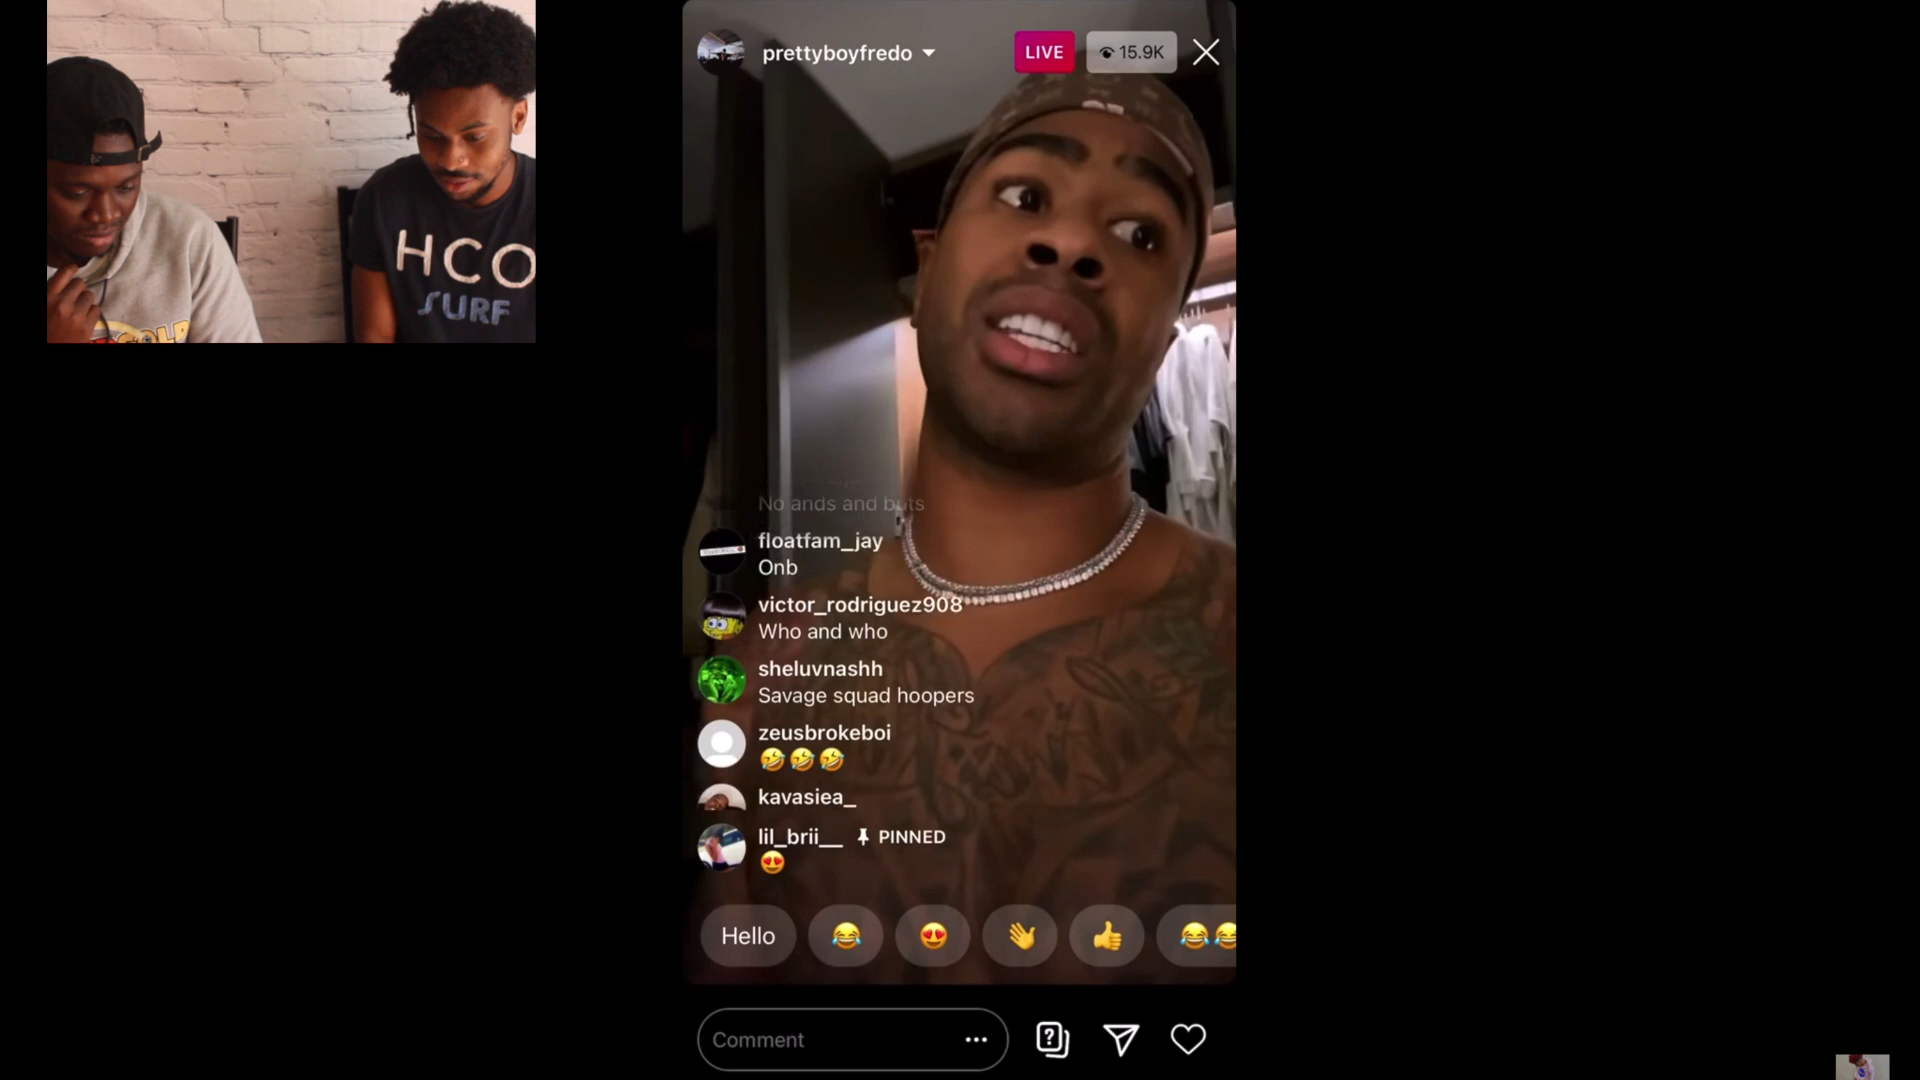 HCO
SURF
GOLD
prettyboyfredo
LIVE
15.9K
No ands and buts
floatfam_jay
Onb
victor_rodriguez908
Who and who
sheluvnashh
Savage squad hoopers
zeusbrokeboi
🤣🤣🤣
kavasiea_
lil_brii__ PINNED
😍
Hello 😂 😍 👋 👍 😂😂
Comment